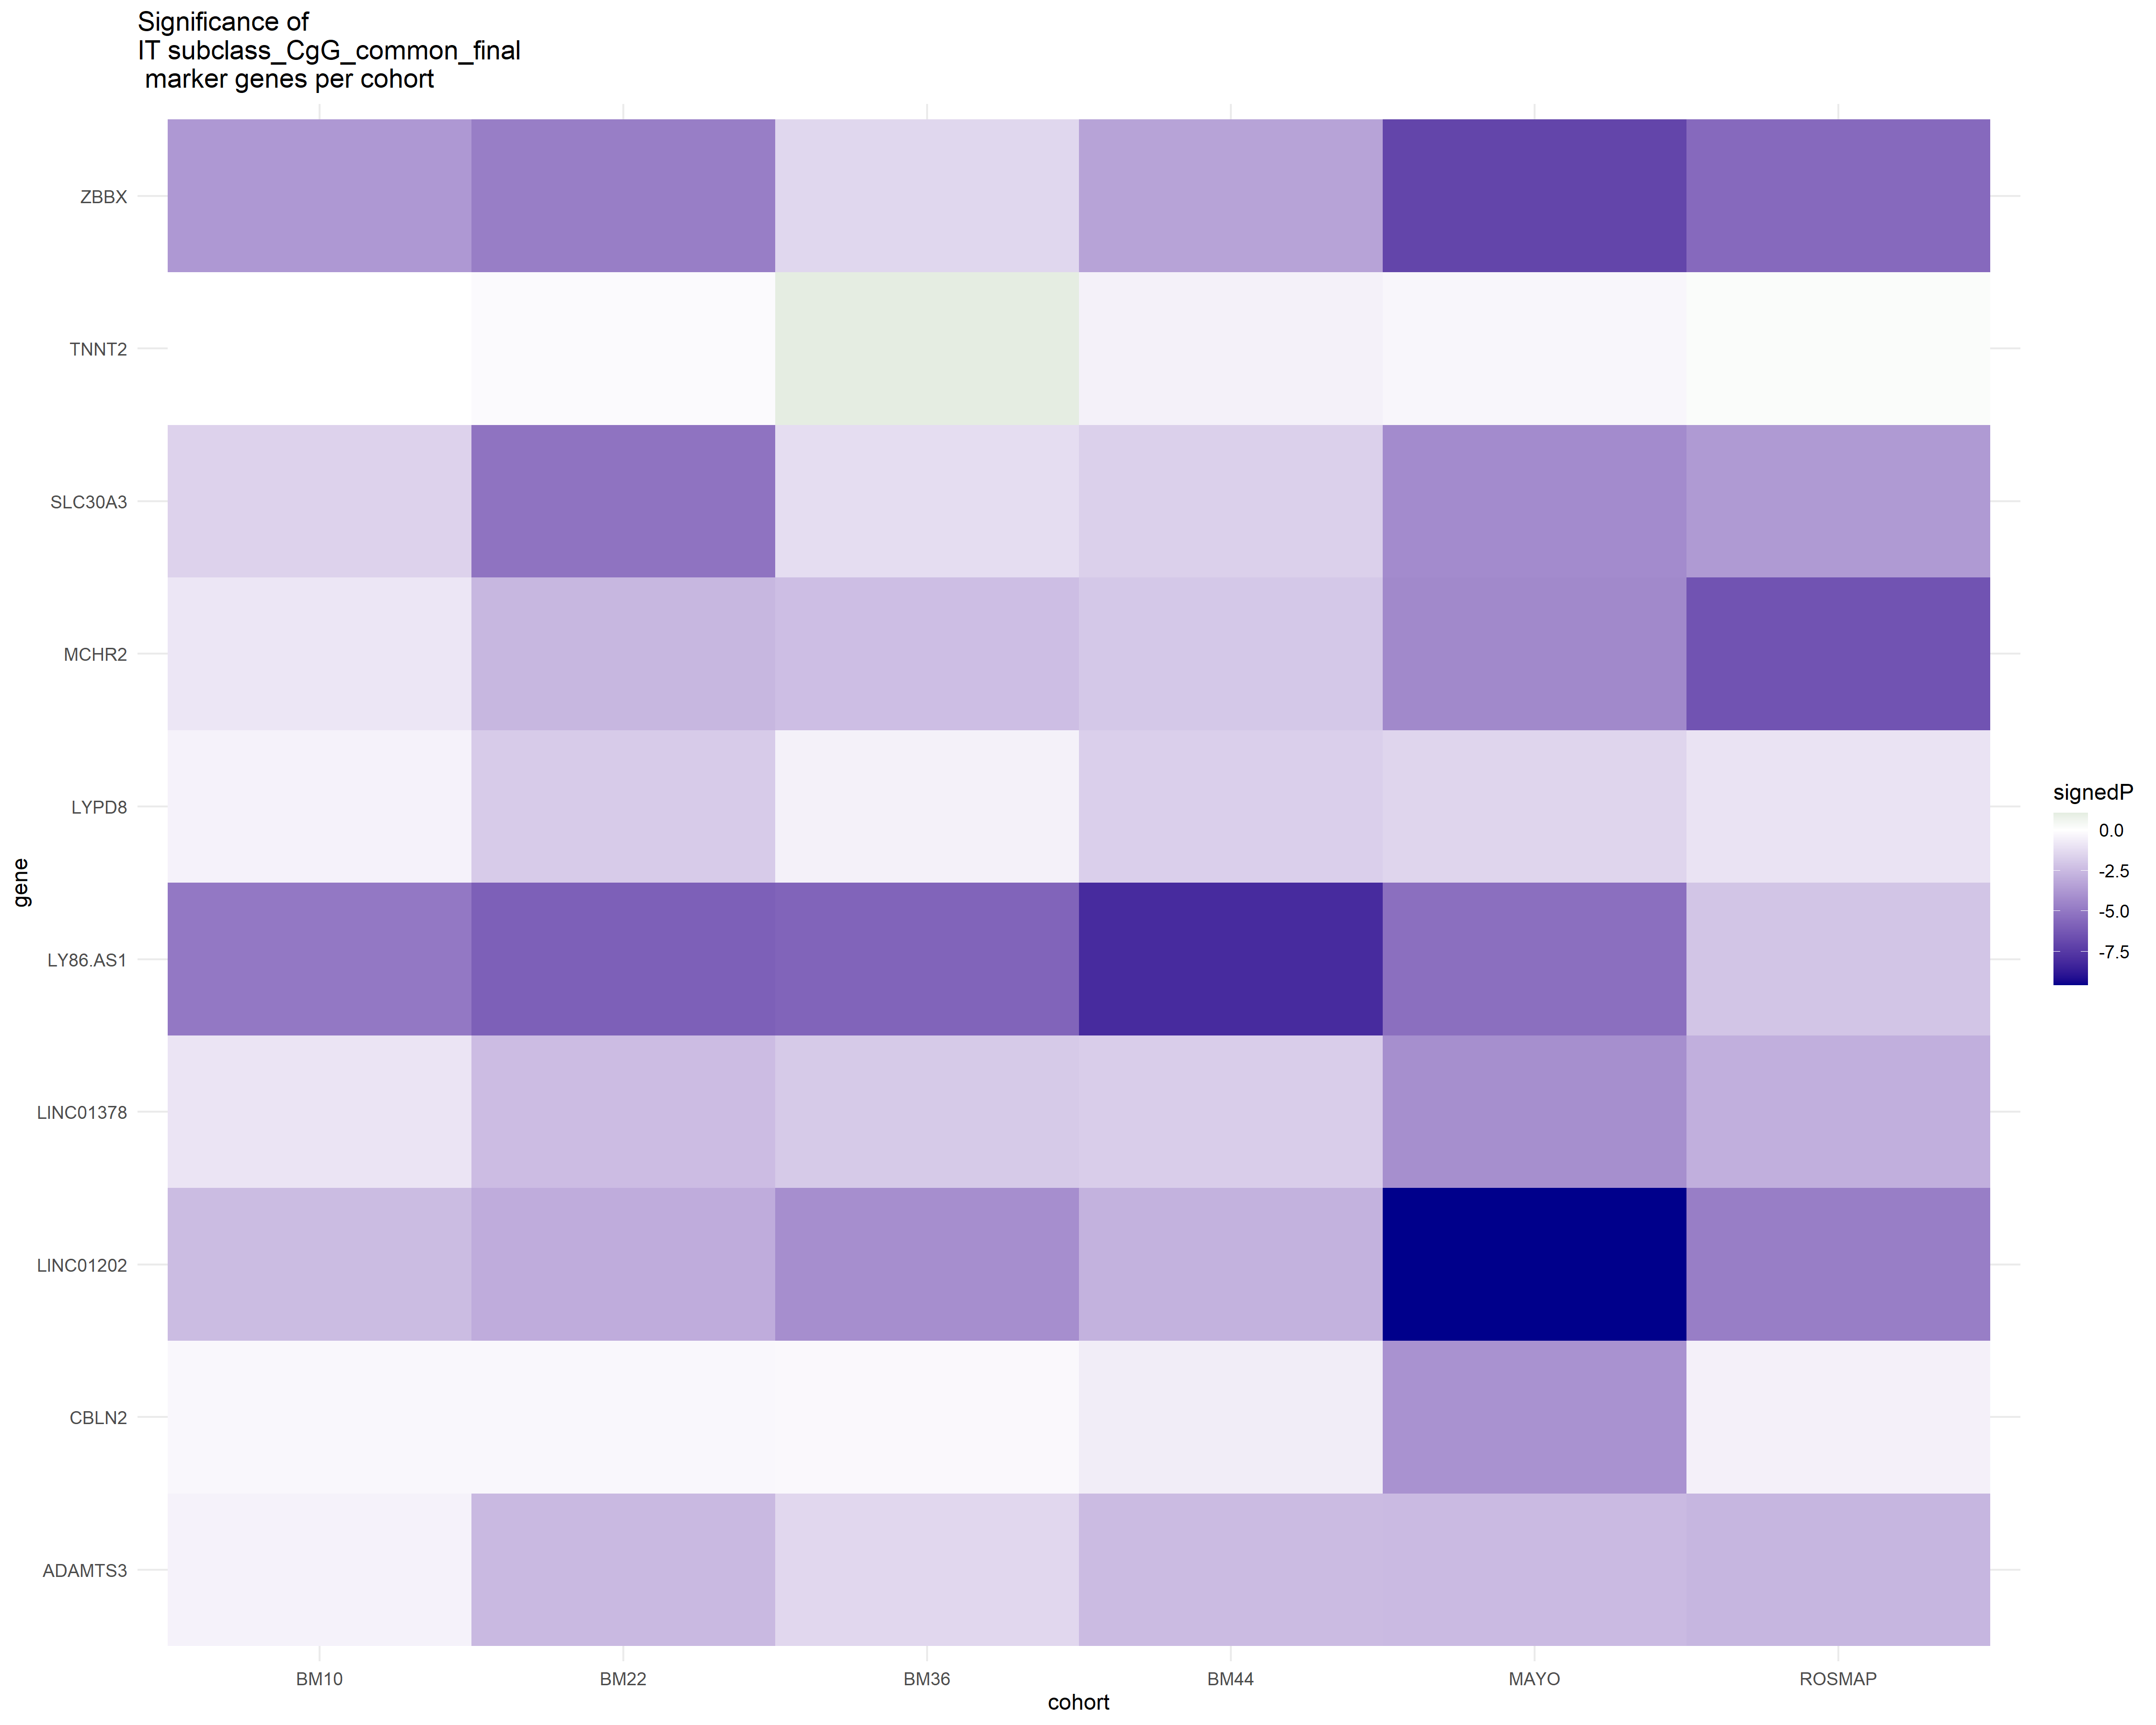 Significance of
IT subclass_CgG_common_final
marker genes per cohort
ZBBX
TNNT2
SLC30A3
MCHR2
LYPD8
LY86.AS1
LINC01378
LINC01202
CBLN2
ADAMTS3
gene
BM10
BM22
BM36
BM44
MAYO
ROSMAP
cohort
signedP
0.0
-2.5
-5.0
-7.5